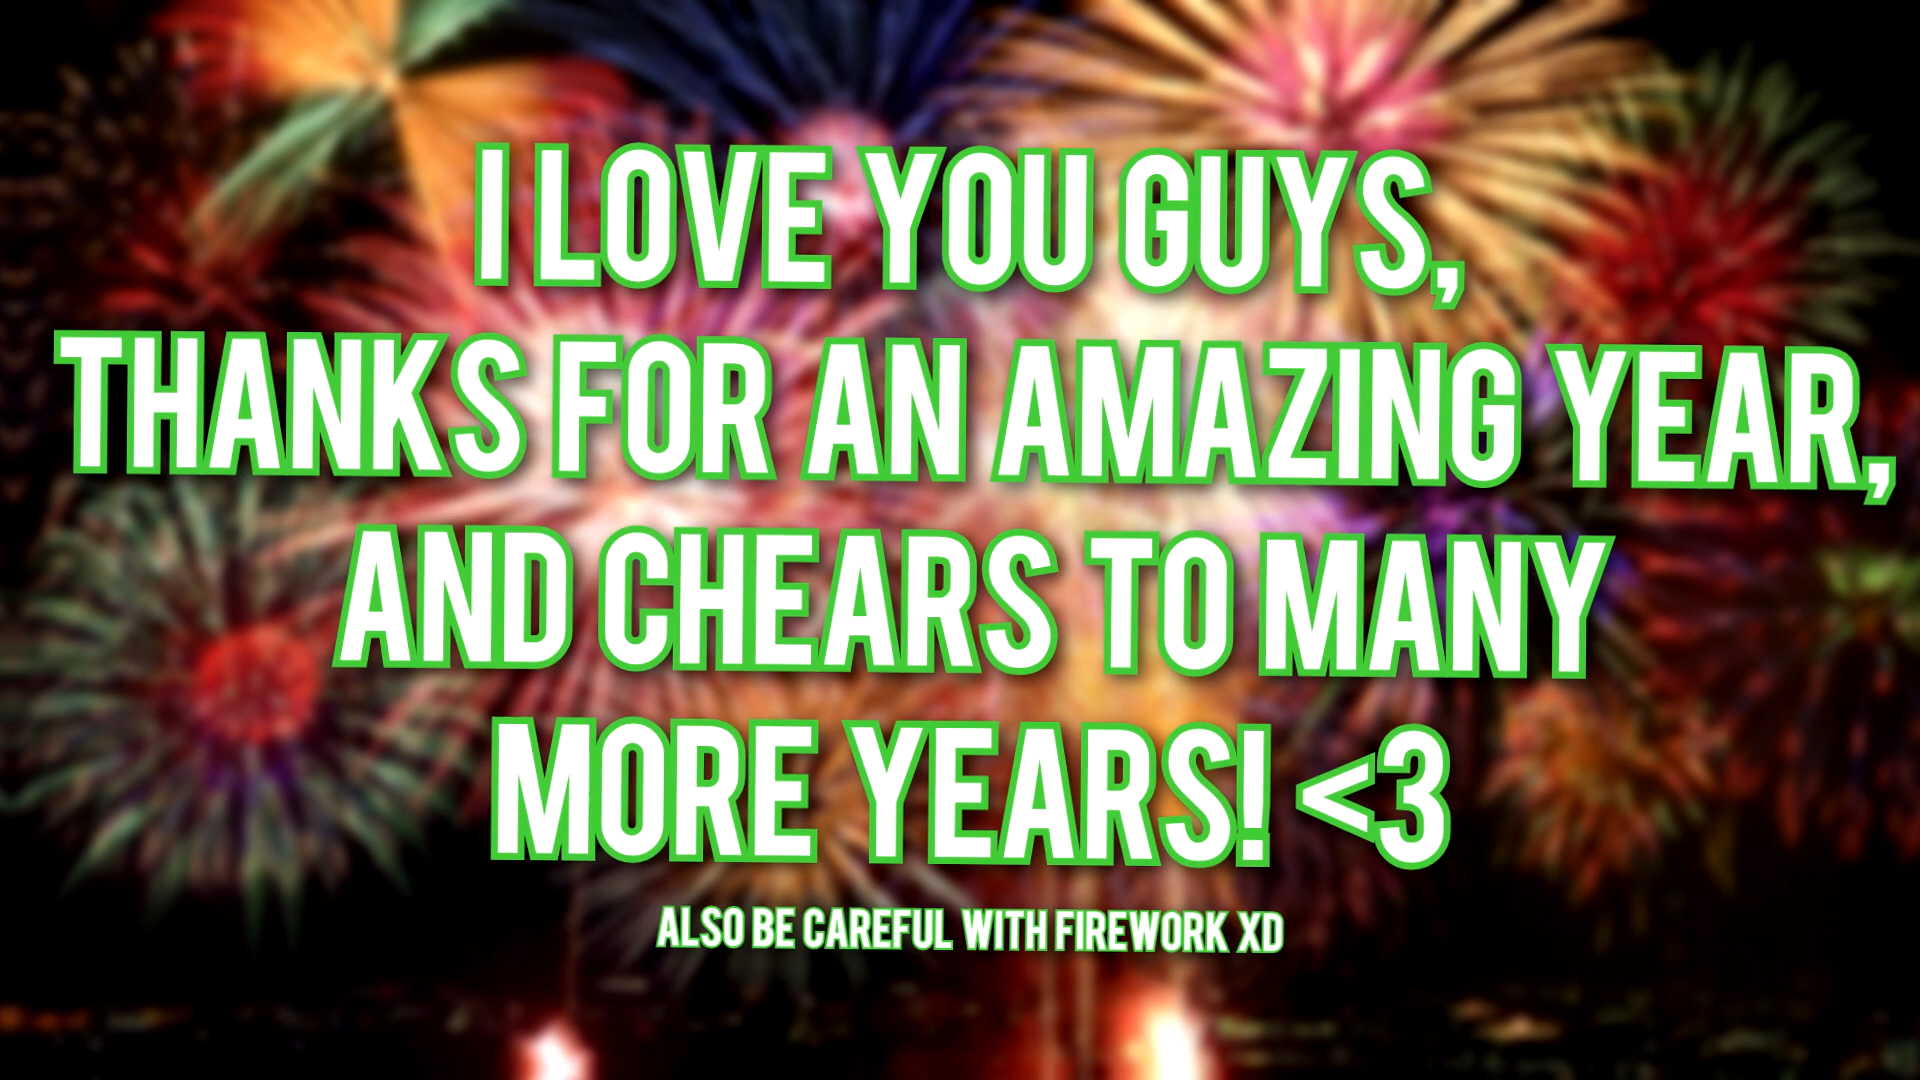 I LOVE YOU GUYS,
THANKS FOR AN AMAZING YEAR,
AND CHEARS TO MANY
MORE YEARS! <3
ALSO BE CAREFUL WITH FIREWORK XD